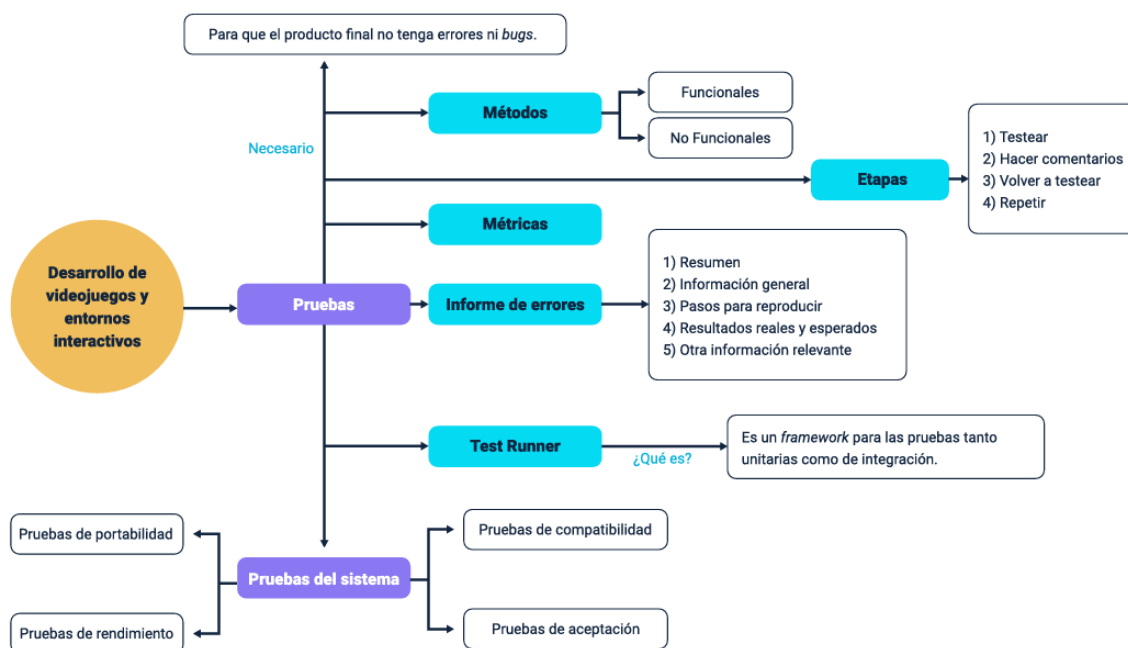 Para que el producto final no tenga errores ni bugs.
Necesario
Métodos
Funcionales
No Funcionales
Etapas
1) Testear
2) Hacer comentarios
3) Volver a testear
4) Repetir
Métricas
Desarrollo de
videojuegos y
entornos
interactivos
Pruebas
Informe de errores
1) Resumen
2) Información general
3) Pasos para reproducir
4) Resultados reales y esperados
5) Otra información relevante
Test Runner
¿Qué es?
Es un framework para las pruebas tanto
unitarias como de integración.
Pruebas de portabilidad
Pruebas de rendimiento
Pruebas del sistema
Pruebas de compatibilidad
Pruebas de aceptación